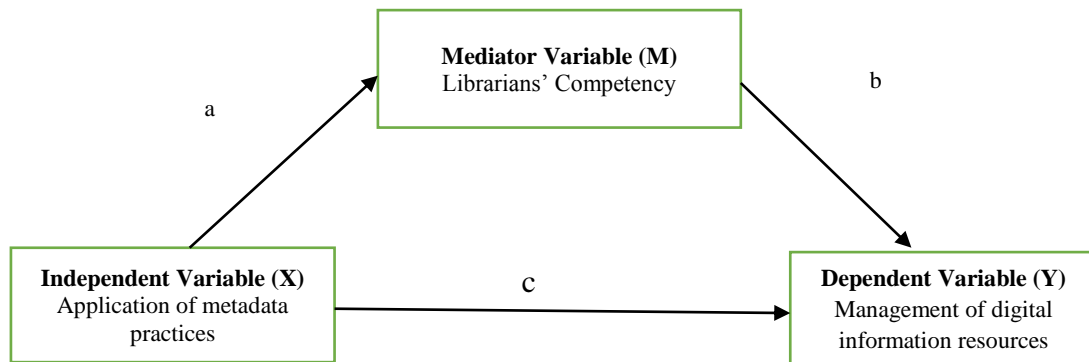 Mediator Variable (M)
Librarians’ Competency
a
b
Independent Variable (X)
Application of metadata
practices
c
Dependent Variable (Y)
Management of digital
information resources